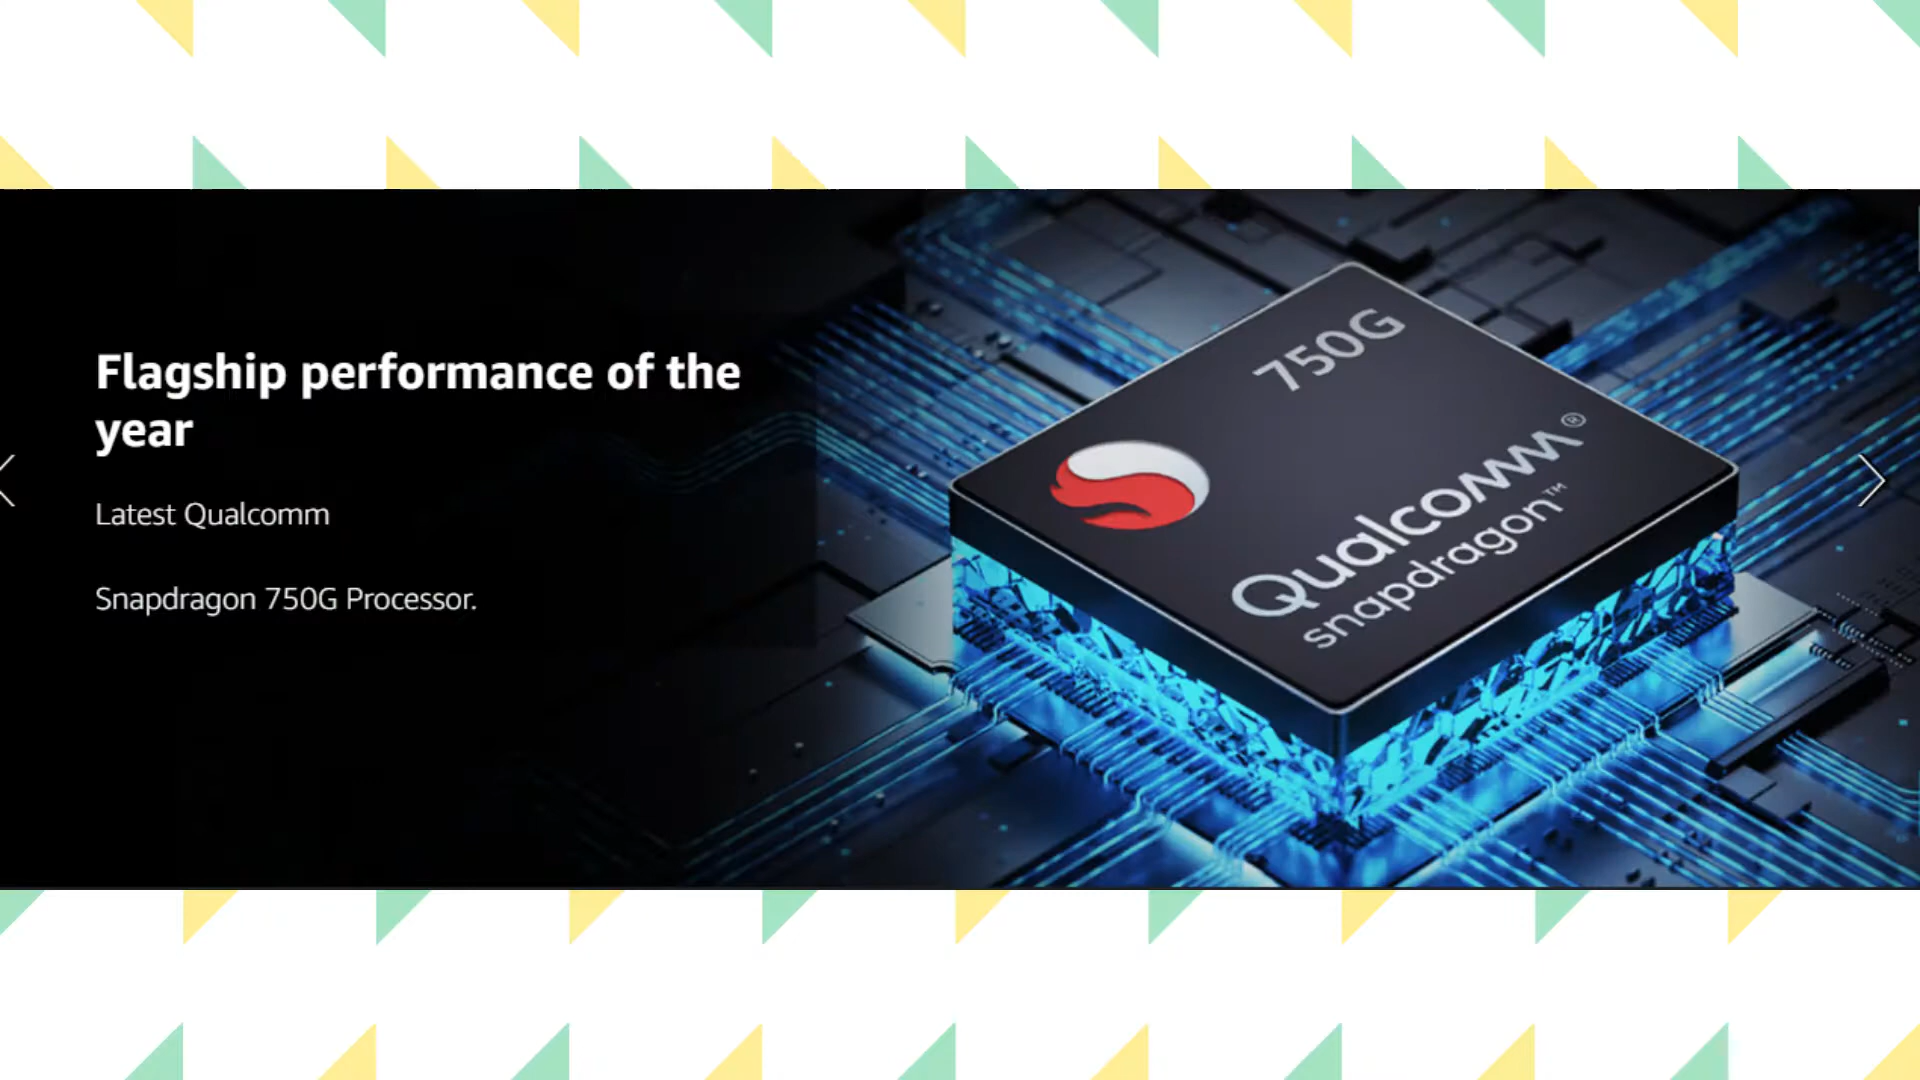 Flagship performance of the
year
Latest Qualcomm
Snapdragon 750G Processor.
750G
Qualcomm®
snapdragon™